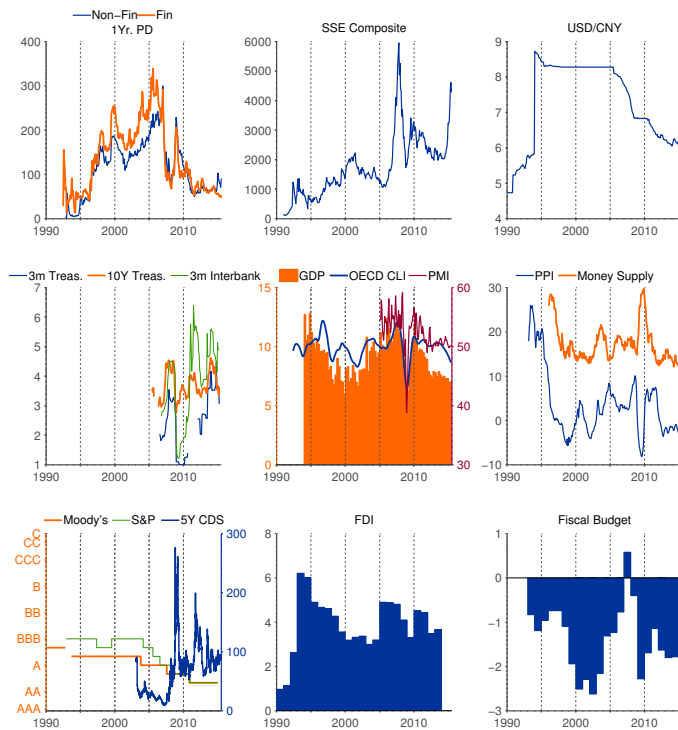 Non−Fin Fin
1Yr. PD
400
300
200
100
0
1990 2000 2010
SSE Composite
6000
5000
4000
3000
2000
1000
0
1990 2000 2010
USD/CNY
9
8
7
6
5
4
1990 2000 2010
3m Treas. 10Y Treas. 3m Interbank
7
6
5
4
3
2
1
1990 2000 2010
GDP OECD CLI PMI
15 60
10 50
5 40
0 30
1990 2000 2010
PPI Money Supply
30
20
10
0
−10
1990 2000 2010
Moody's S&P 5Y CDS
C 300
CC
CCC
B 200
BB
BBB 100
A
AA
AAA 0
1990 2000 2010
FDI
8
6
4
2
0
1990 2000 2010
Fiscal Budget
1
0
−1
−2
−3
1990 2000 2010